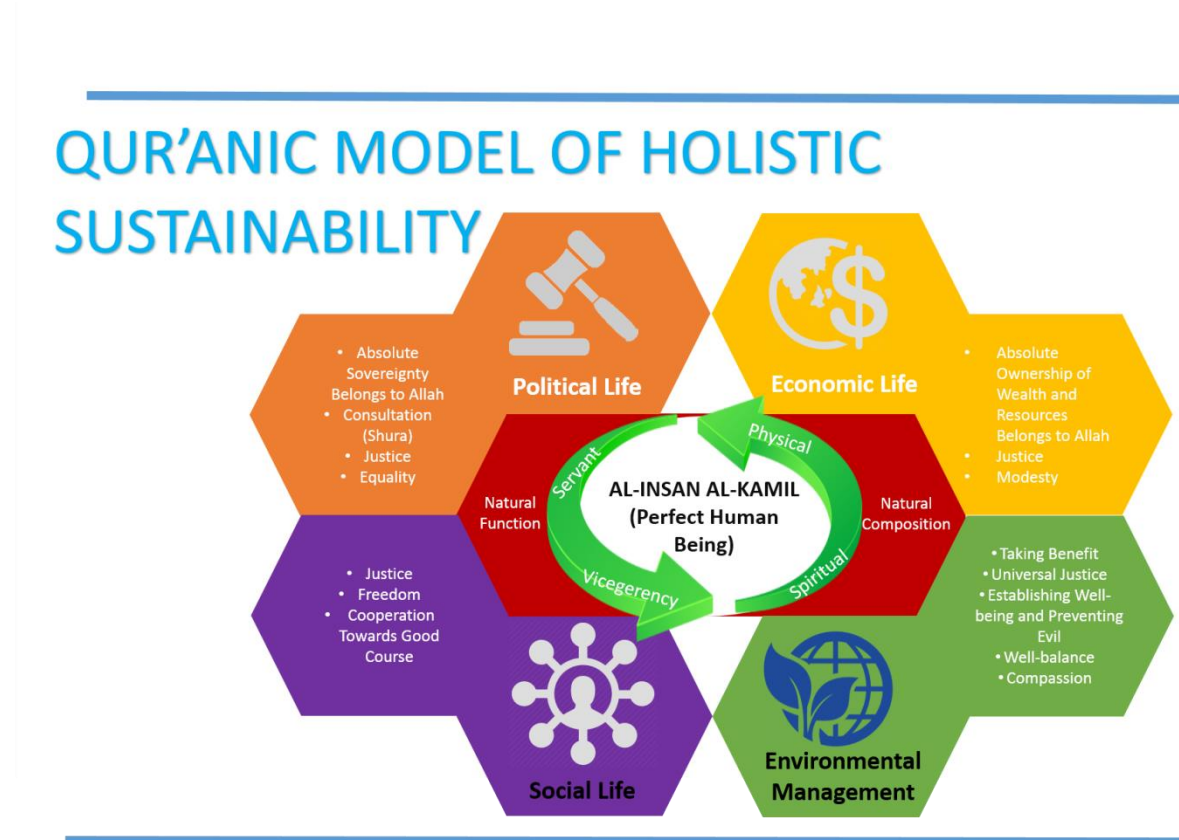 QUR’ANIC MODEL OF HOLISTIC
SUSTAINABILITY
Political Life
• Absolute
Sovereignty
Belongs to Allah
• Consultation
(Shura)
• Justice
• Equality
Economic Life
• Absolute
Ownership of
Wealth and
Resources
Belongs to Allah
• Justice
• Modesty
Natural
Function
Servant
Vicegerency
AL-INSAN AL-KAMIL
(Perfect Human
Being)
Physical
Spiritual
Natural
Composition
• Justice
• Freedom
• Cooperation
Towards Good
Course
Social Life
• Taking Benefit
• Universal Justice
• Establishing Well-
being and Preventing
Evil
• Well-balance
• Compassion
Environmental
Management